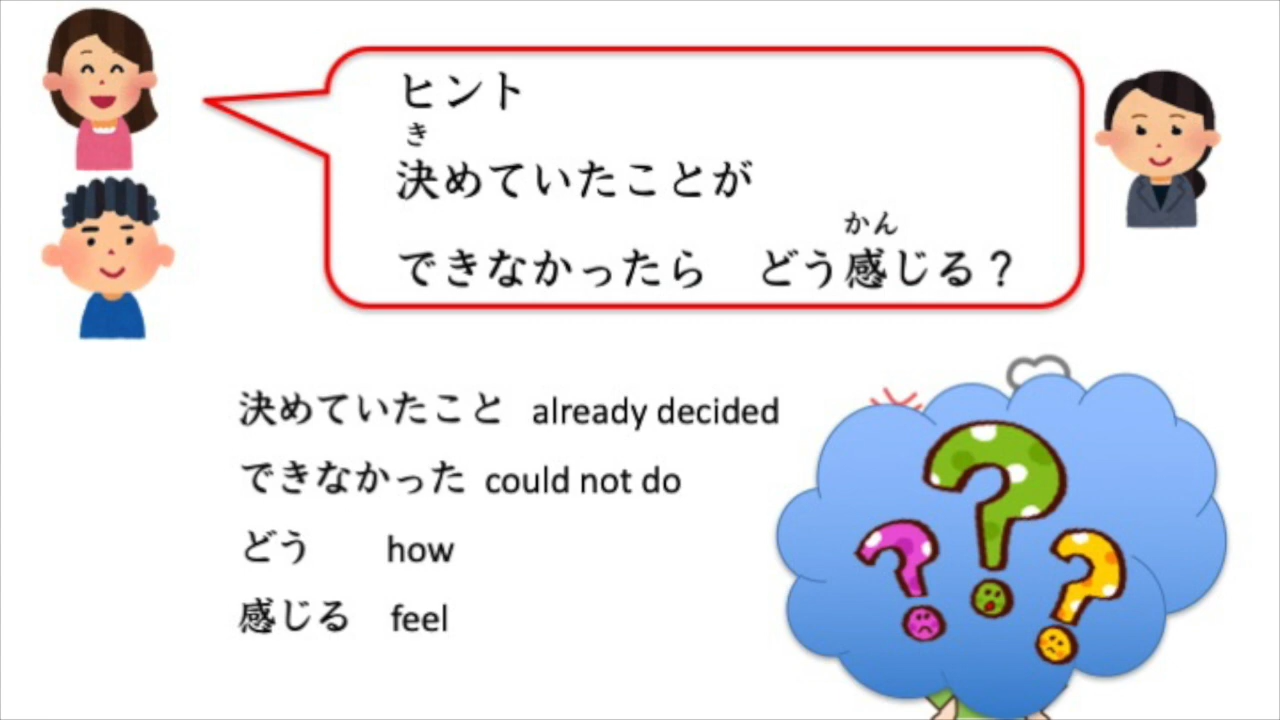 ヒント
き
決めていたことが
かん
できなかったら　どう感じる？
決めていたこと already decided
できなかった could not do
どう how
感じる feel